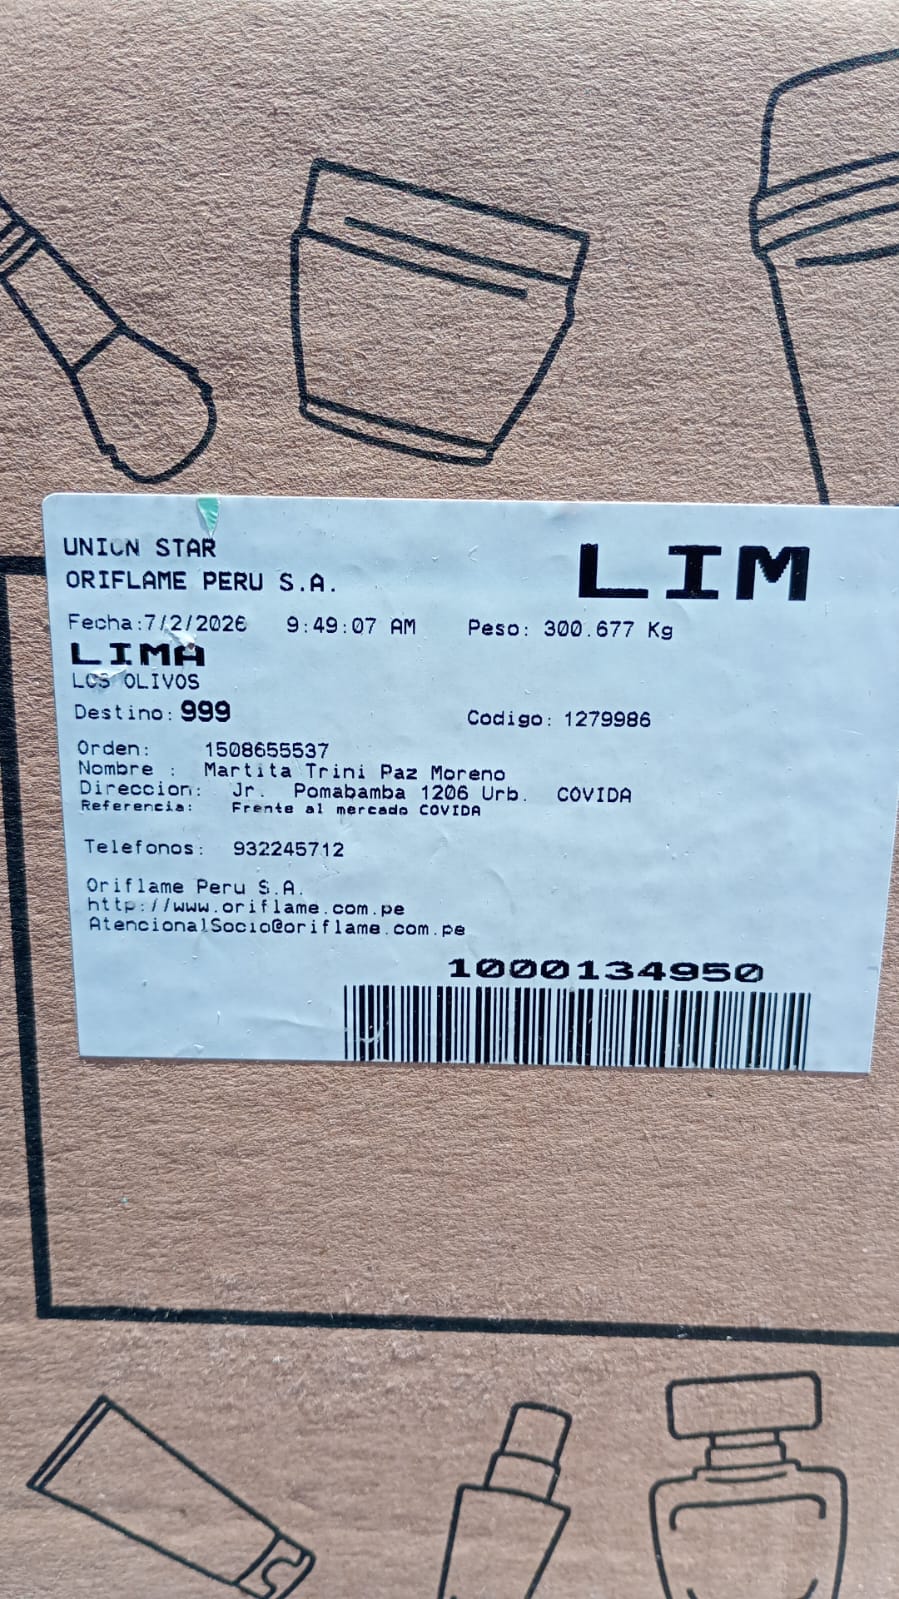 UNION STAR
ORIFLAME PERU S.A.
LIM
Fecha:7/2/2026 9:49:07 AM Peso: 300.677 Kg
LIMA
LOS OLIVOS
Destino: 999 Codigo: 1279986
Orden: 1508655537
Nombre : Martita Trini Paz Moreno
Direccion: Jr. Pomabamba 1206 Urb. COVIDA
Referencia: Frente al mercado COVIDA
Telefonos: 932245712
Oriflame Peru S.A.
http://www.oriflame.com.pe
AtencionalSocio@oriflame.com.pe
1000134950